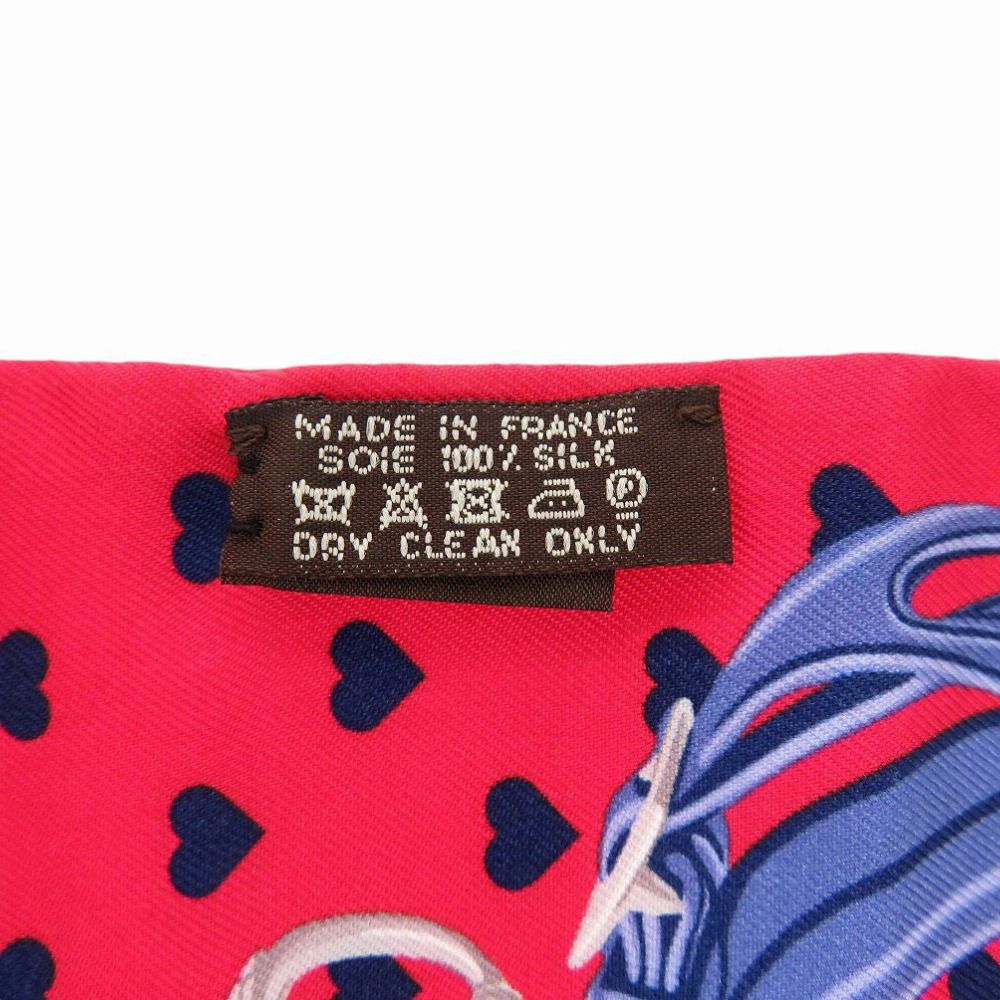 MADE IN FRANCE
SOIE 100% SILK
P
DRY CLEAN ONLY